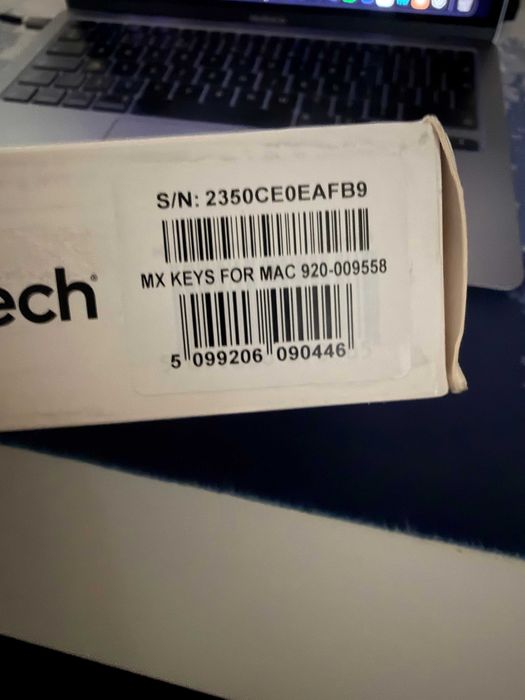 S/N: 2350CE0EAFB9
MX KEYS FOR MAC 920-009558
ech
5 099206 090446